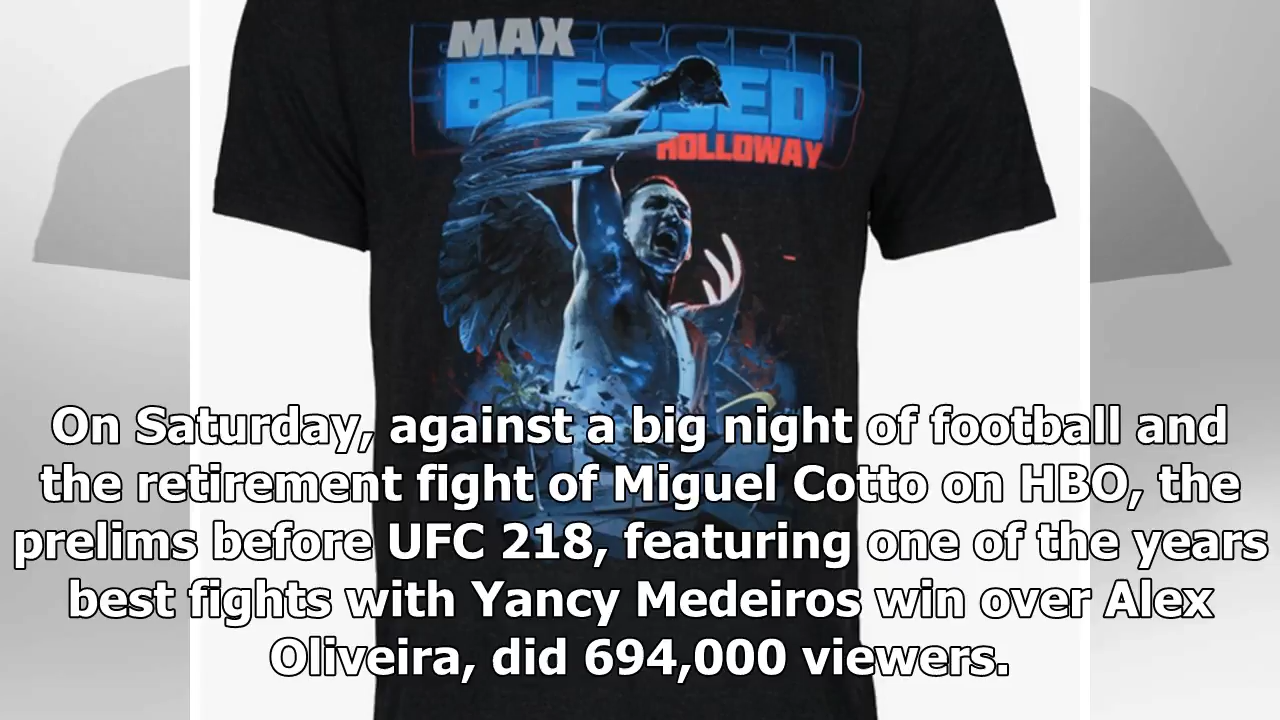 MAX
BLESSED
BLESSED
HOLLOWAY
On Saturday, against a big night of football and
the retirement fight of Miguel Cotto on HBO, the
prelims before UFC 218, featuring one of the years
best fights with Yancy Medeiros win over Alex
Oliveira, did 694,000 viewers.